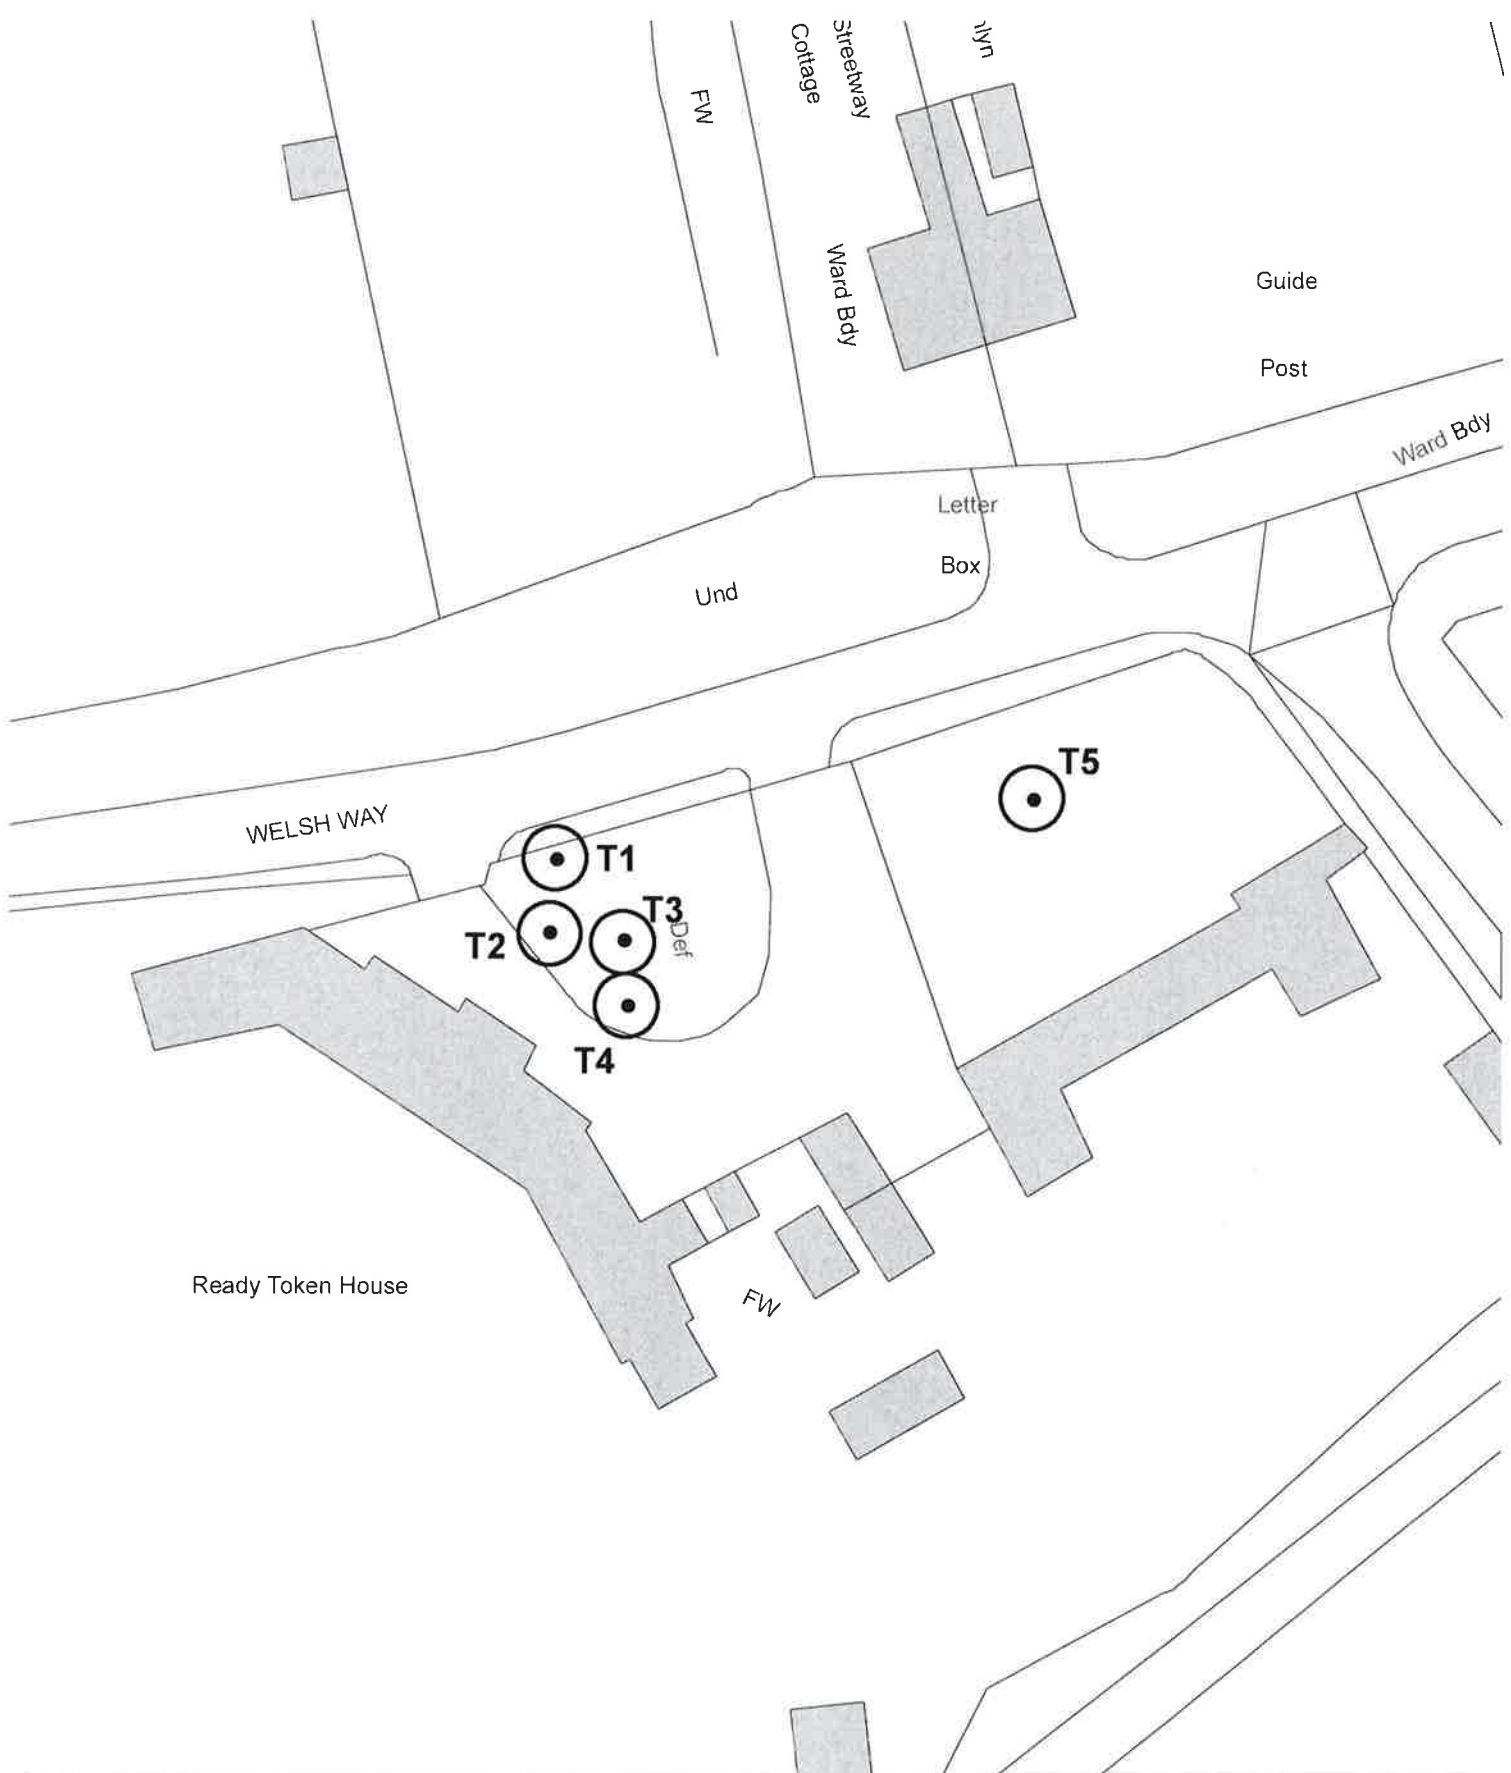 Streetway
Cottage
FW
Ward Bdy
Guide
Post
Ward Bdy
Letter
Box
Und
WELSH WAY
T5
T1
T3
T2
Def
T4
Ready Token House
FW